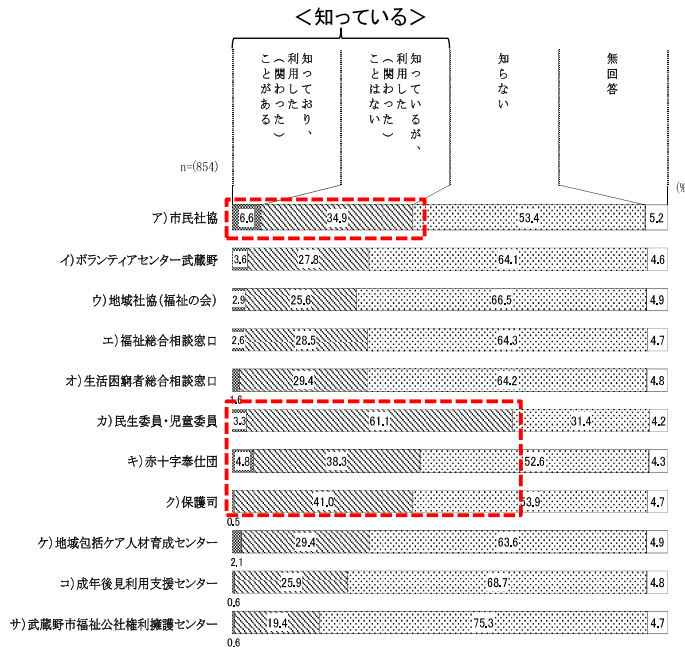 ＜知っている＞
知っており、
利用した
(関わった)
ことがある
知っているが、
利用した
(関わった)
ことはない
知らない
無回答
n=(854)
(%
ア)市民社協 6.6 34.9 53.4 5.2
イ)ボランティアセンター武蔵野 3.6 27.8 64.1 4.6
ウ)地域社協(福祉の会) 2.9 25.6 66.5 4.9
エ)福祉総合相談窓口 2.6 28.5 64.3 4.7
オ)生活困窮者総合相談窓口 29.4 64.2 4.8
1.6
カ)民生委員・児童委員 3.3 61.1 31.4 4.2
キ)赤十字奉仕団 4.8 38.3 52.6 4.3
ク)保護司 41.0 53.9 4.7
0.5
ケ)地域包括ケア人材育成センター 29.4 63.6 4.9
2.1
コ)成年後見利用支援センター 25.9 68.7 4.8
0.6
サ)武蔵野市福祉公社権利擁護センター 19.4 75.3 4.7
0.6